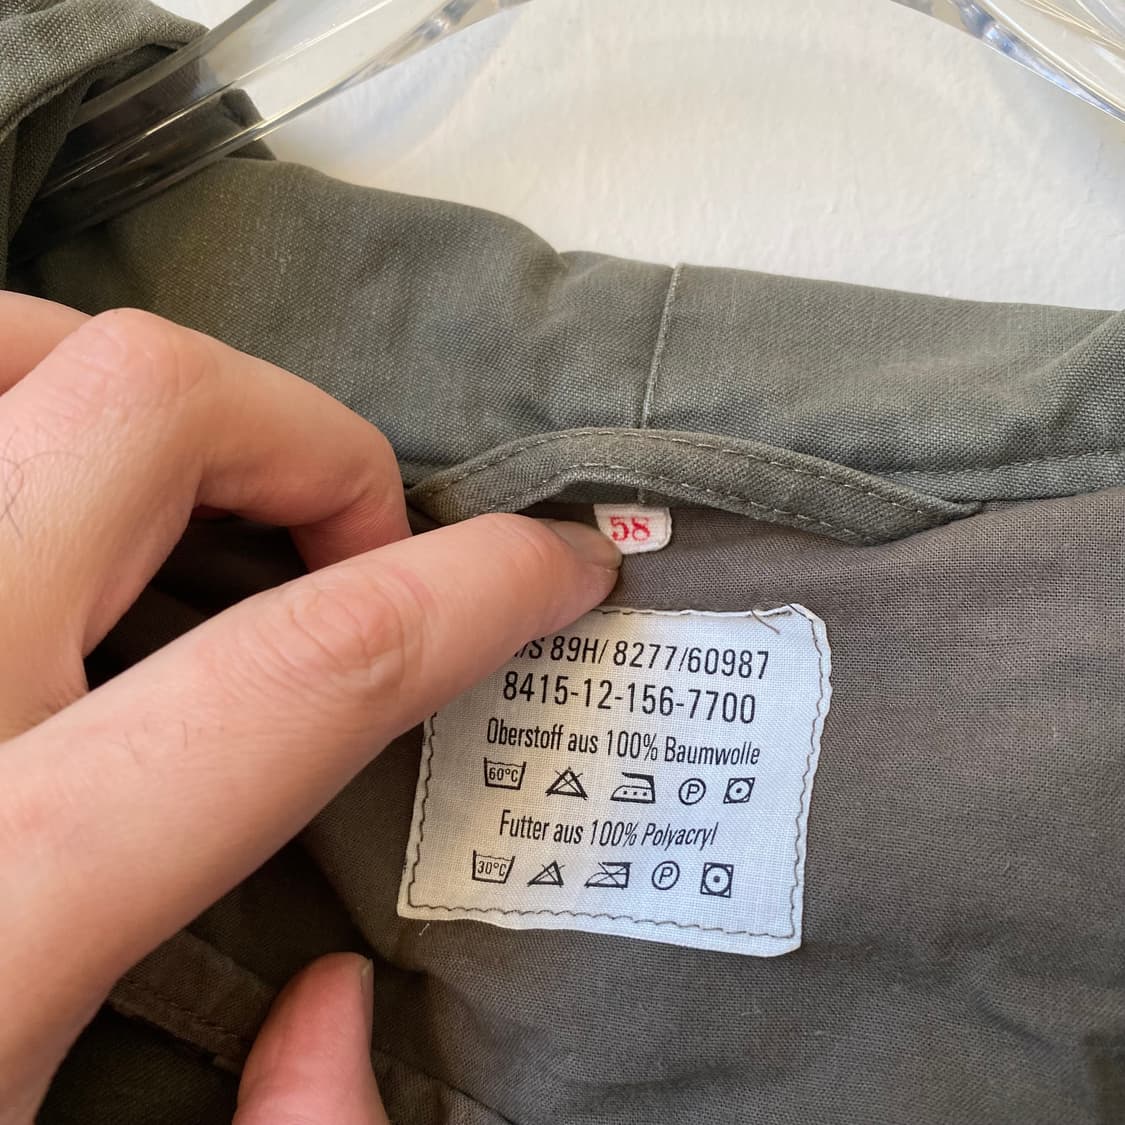 58
89H/ 8277/60987
8415-12-156-7700
Oberstoff aus 100% Baumwolle
60°C P
Futter aus 100% Polyacryl
30°C P